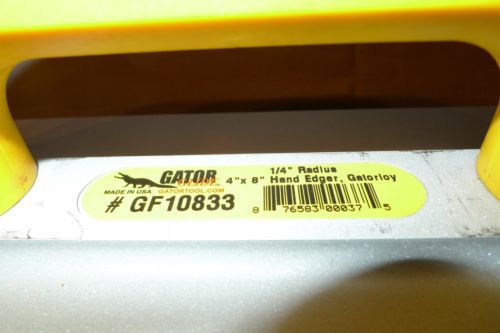 GATOR
MADE IN USA GATORTOOL.COM
# GF10833
1/4" Radius
4"x 8" Hand Edger, Gatorloy
8 76583 00037 5